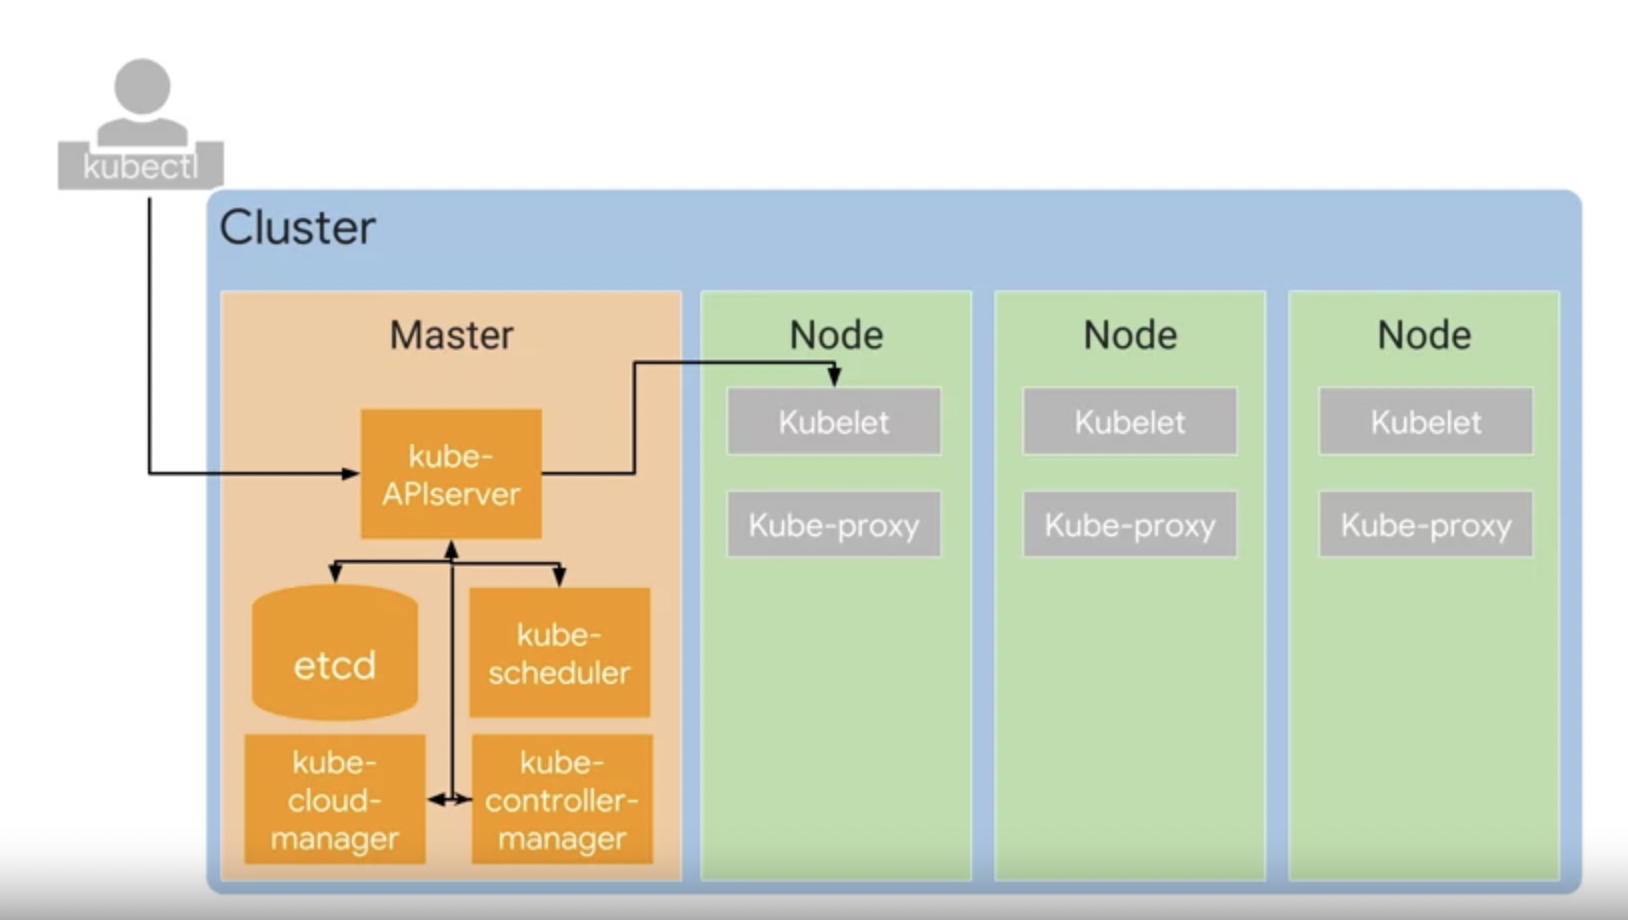 kubectl
Cluster
Master
kube-
APIserver
etcd
kube-
scheduler
kube-
cloud-
manager
kube-
controller-
manager
Node
Kubelet
Kube-proxy
Node
Kubelet
Kube-proxy
Node
Kubelet
Kube-proxy